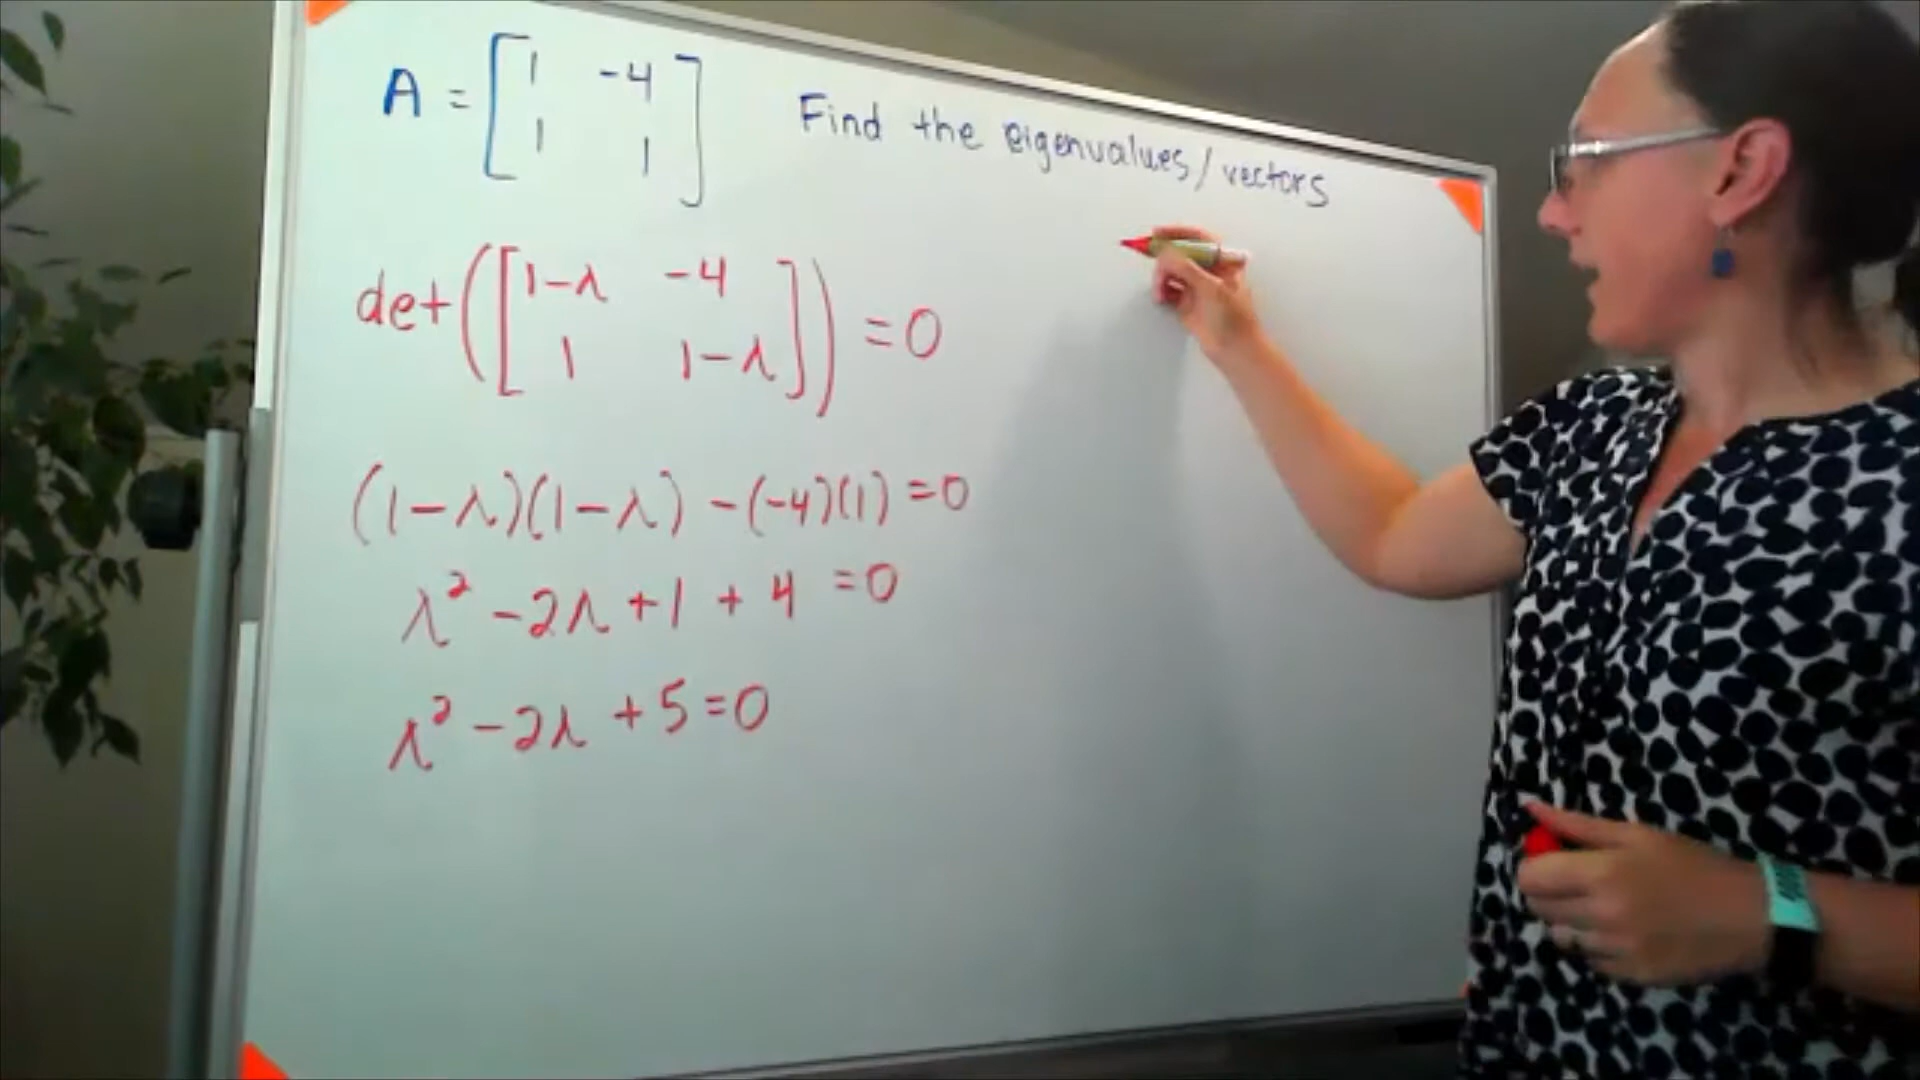 A = [1 -4
1 1] Find the eigenvalues/vectors
det([1-λ -4
1 1-λ]) = 0
(1-λ)(1-λ) - (-4)(1) = 0
λ² - 2λ + 1 + 4 = 0
λ² - 2λ + 5 = 0